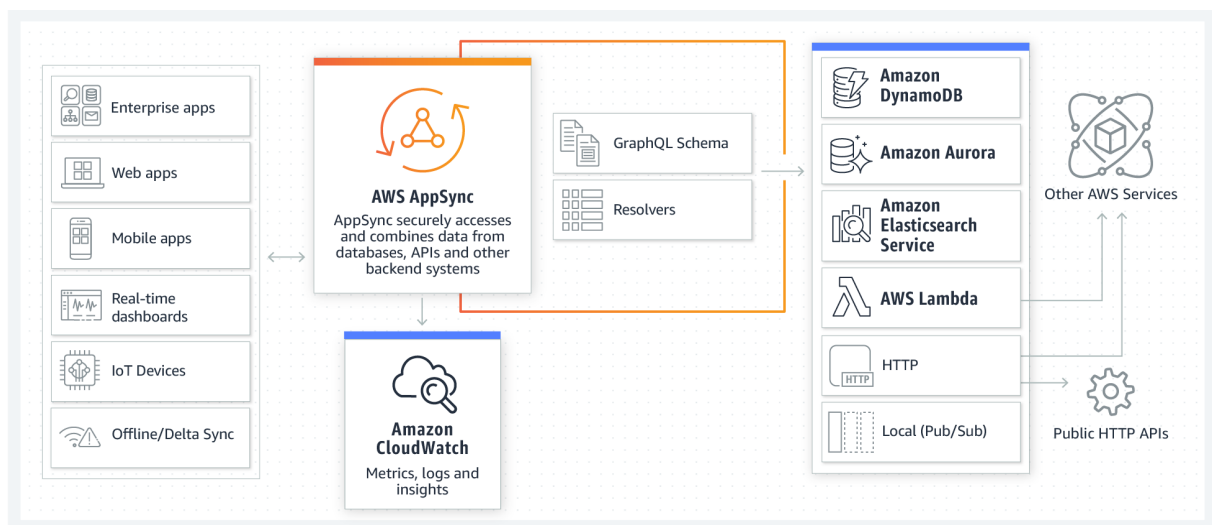 Enterprise apps
Web apps
Mobile apps
Real-time
dashboards
IoT Devices
Offline/Delta Sync
AWS AppSync
AppSync securely accesses
and combines data from
databases, APIs and other
backend systems
Amazon
CloudWatch
Metrics, logs and
insights
GraphQL Schema
Resolvers
Amazon
DynamoDB
Amazon Aurora
Amazon
Elasticsearch
Service
AWS Lambda
HTTP
HTTP
Local (Pub/Sub)
Other AWS Services
Public HTTP APIs